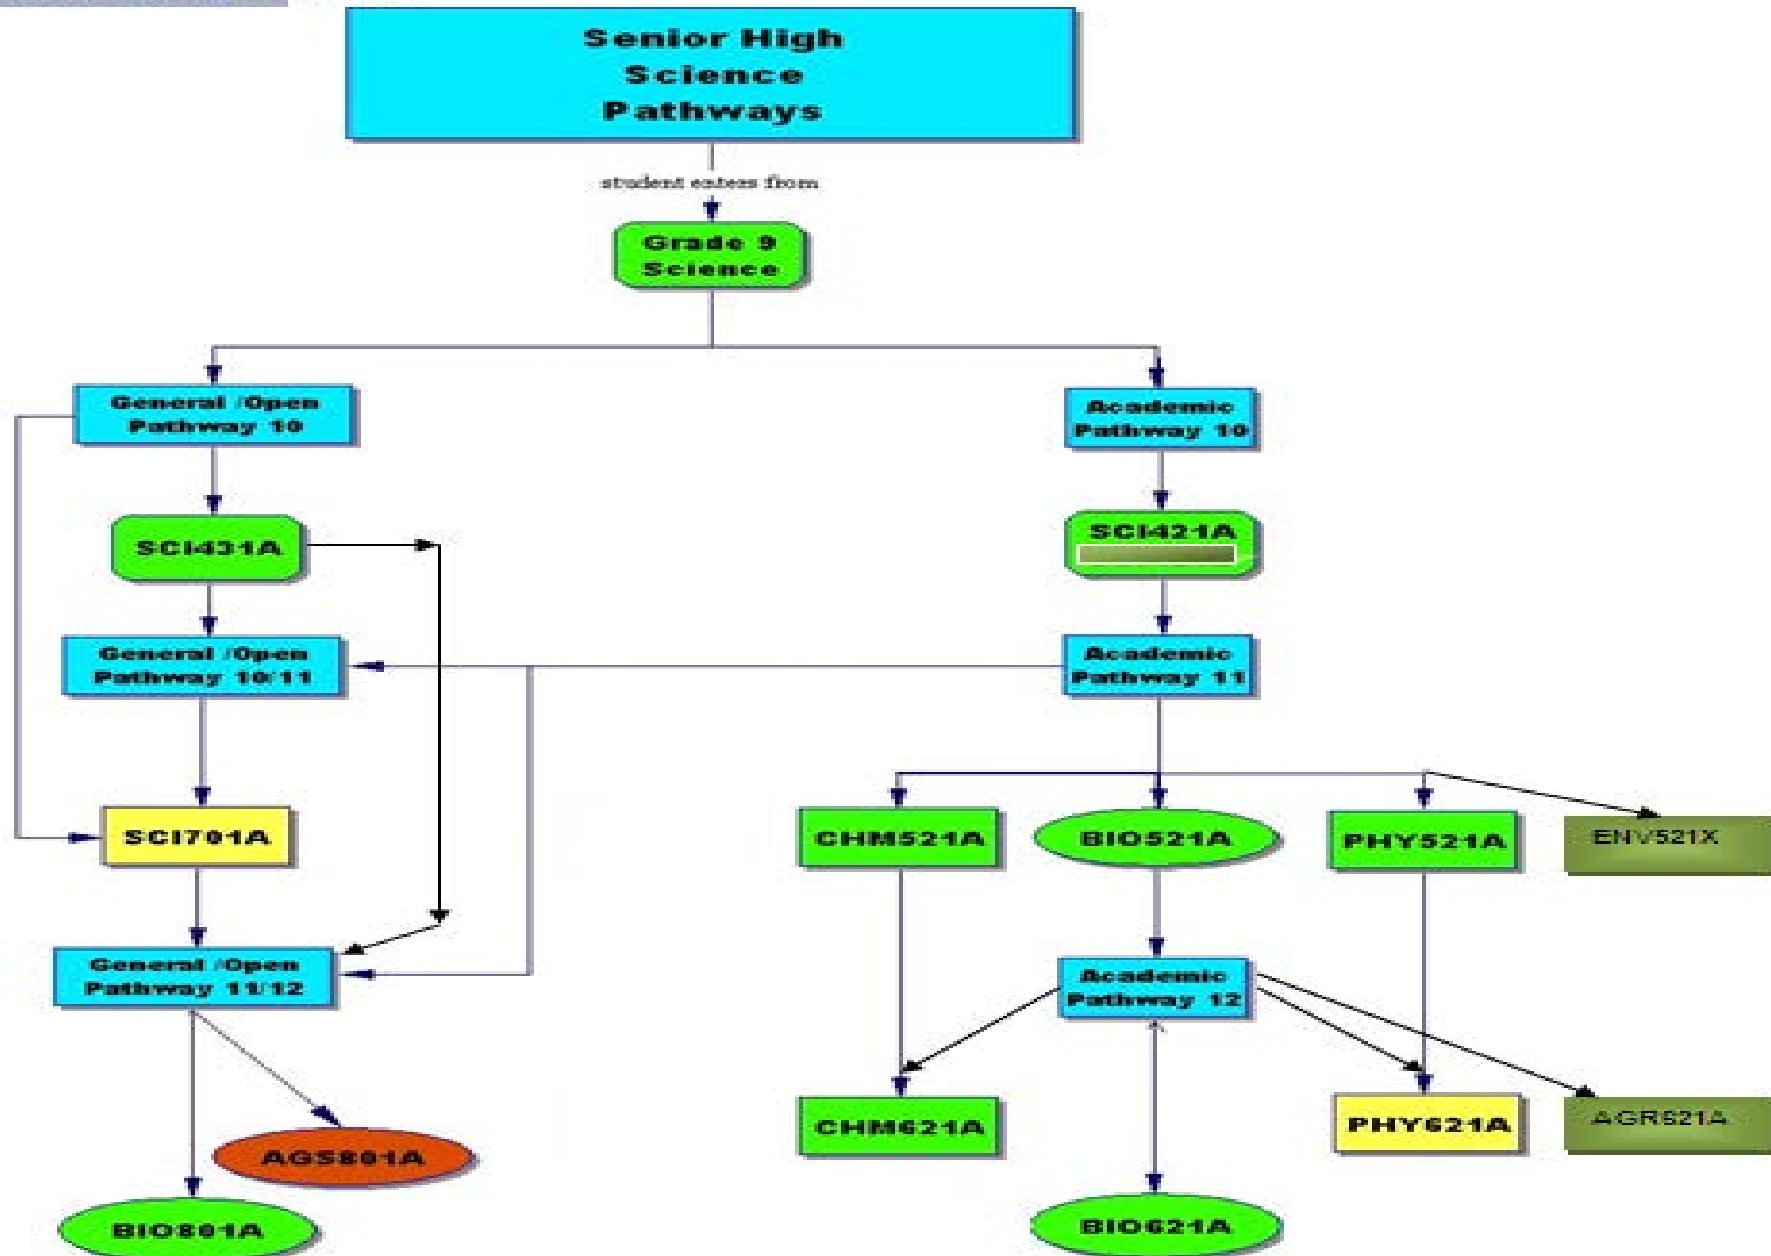 Senior High
Science
Pathways
student enters from
Grade 9
Science
General /Open
Pathway 10
Academic
Pathway 10
SCI431A
SCI421A
General /Open
Pathway 10/11
Academic
Pathway 11
SCI701A
CHM521A
BIO521A
PHY521A
ENV521X
General /Open
Pathway 11/12
Academic
Pathway 12
CHM621A
PHY621A
AGR621A
AGS801A
BIO801A
BIO621A